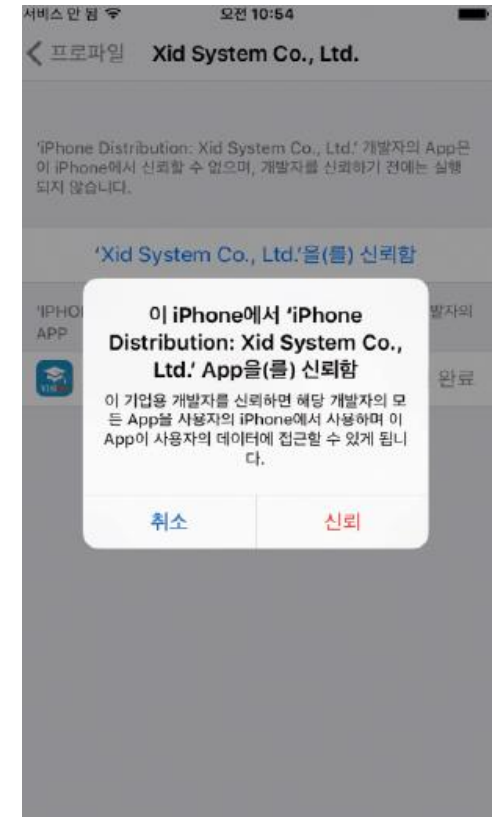 서비스 안 됨 오전 10:54
프로파일 Xid System Co., Ltd.
'iPhone Distribution: Xid System Co., Ltd.' 개발자의 App은
이 iPhone에서 신뢰할 수 없으며, 개발자를 신뢰하기 전에는 실행
되지 않습니다.
'Xid System Co., Ltd.'을(를) 신뢰함
'IPHO 발자의
APP
이 iPhone에서 'iPhone
Distribution: Xid System Co.,
Ltd.' App을(를) 신뢰함
완료
이 기업용 개발자를 신뢰하면 해당 개발자의 모
든 App을 사용자의 iPhone에서 사용하며 이
App이 사용자의 데이터에 접근할 수 있게 됩니
다.
취소 신뢰